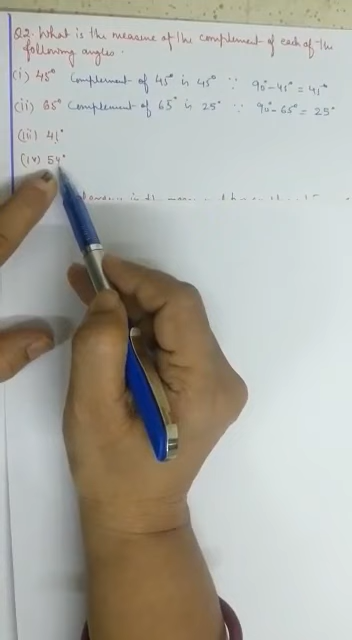 Q2. What is the measure of the complement of each of the
following angles.
(i) 45° Complement of 45° is 45° ∵ 90°-45° = 45°
(ii) 65° Complement of 65° is 25° ∵ 90°-65° = 25°
(iii) 41°
(iv) 54°